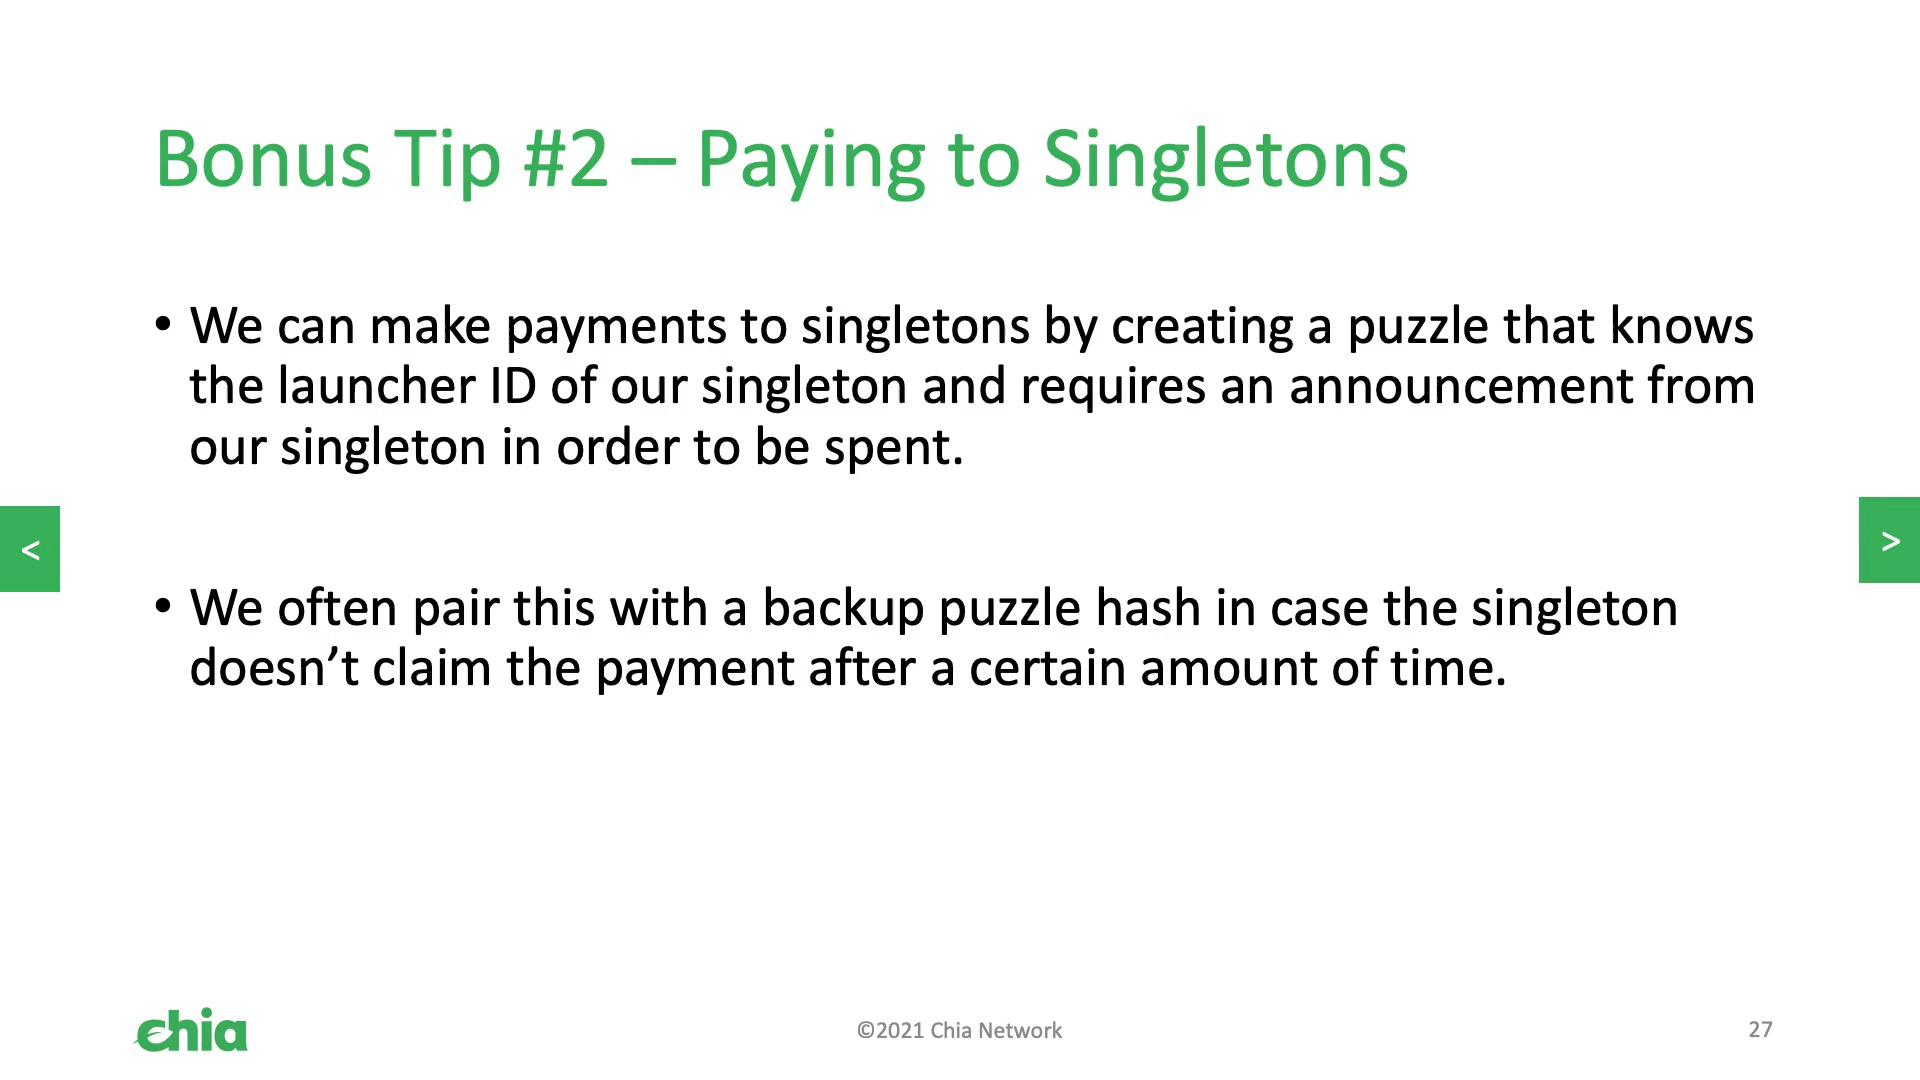 Bonus Tip #2 – Paying to Singletons
• We can make payments to singletons by creating a puzzle that knows
the launcher ID of our singleton and requires an announcement from
our singleton in order to be spent.
<
>
• We often pair this with a backup puzzle hash in case the singleton
doesn’t claim the payment after a certain amount of time.
chia
©2021 Chia Network
27